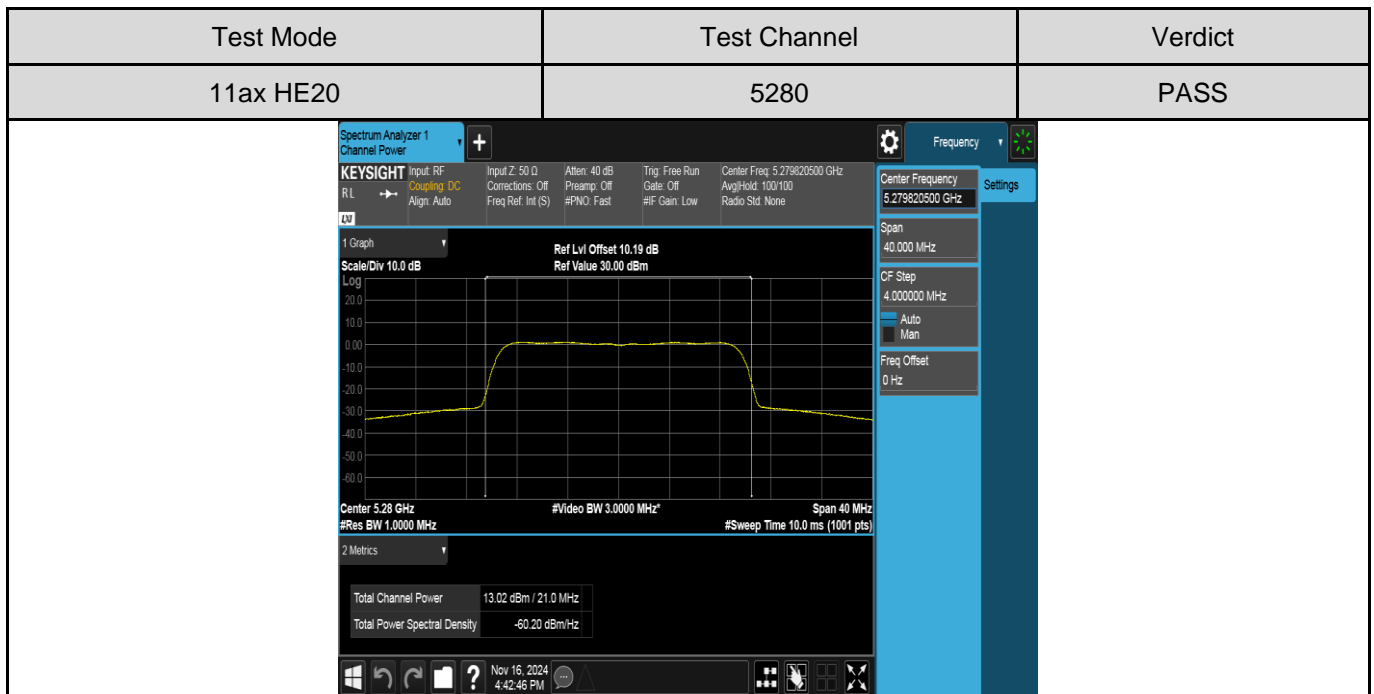 Test Mode Test Channel Verdict
11ax HE20 5280 PASS
Spectrum Analyzer 1
Channel Power
+
Frequency
KEYSIGHT
RL
LXI
Input: RF
Coupling: DC
Align: Auto
Input Z: 50 Ω
Corrections: Off
Freq Ref: Int (S)
Atten: 40 dB
Preamp: Off
#PNO: Fast
Trig: Free Run
Gate: Off
#IF Gain: Low
Center Freq: 5.279820500 GHz
Avg|Hold: 100/100
Radio Std: None
Center Frequency
5.279820500 GHz
Settings
Span
40.000 MHz
CF Step
4.000000 MHz
Auto
Man
Freq Offset
0 Hz
1 Graph
Scale/Div 10.0 dB
Ref Lvl Offset 10.19 dB
Ref Value 30.00 dBm
Log
20.0
10.0
0.00
-10.0
-20.0
-30.0
-40.0
-50.0
-60.0
Center 5.28 GHz #Video BW 3.0000 MHz* Span 40 MHz
#Res BW 1.0000 MHz #Sweep Time 10.0 ms (1001 pts)
2 Metrics
Total Channel Power 13.02 dBm / 21.0 MHz
Total Power Spectral Density -60.20 dBm/Hz
?
Nov 16, 2024
4:42:46 PM